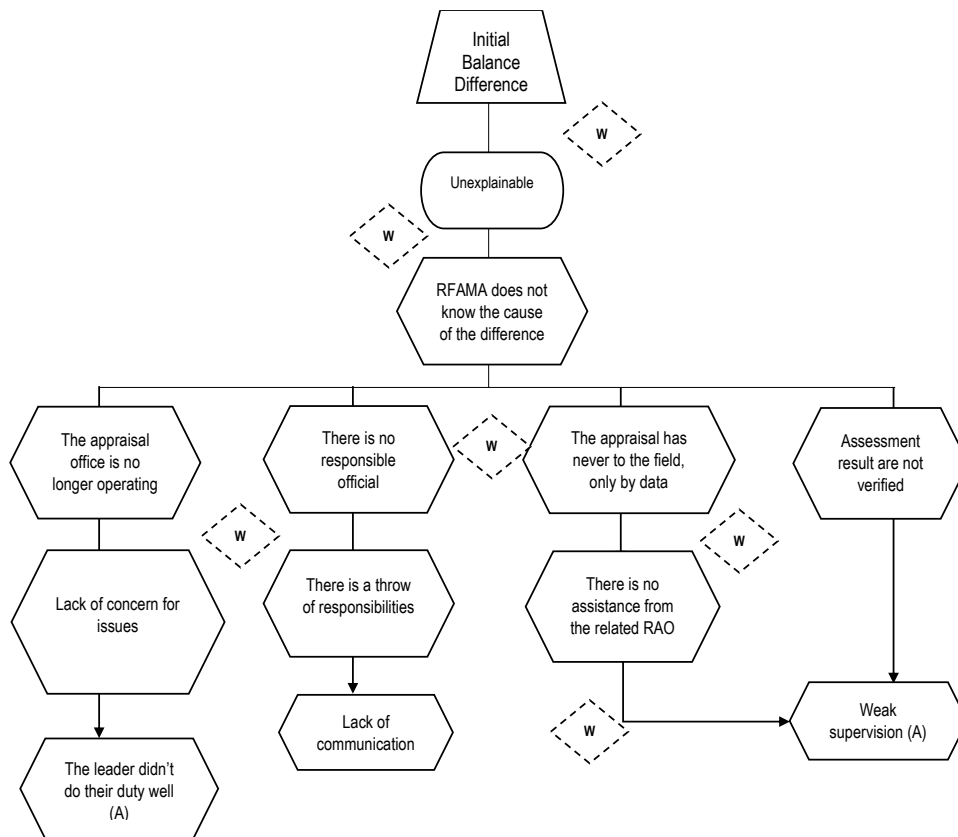 Initial
Balance
Difference
W
Unexplainable
W
RFAMA does not
know the cause
of the difference
The appraisal
office is no
longer operating
There is no
responsible
official
W
The appraisal has
never to the field,
only by data
Assessment
result are not
verified
W
W
Lack of concern for
issues
There is a throw
of responsibilities
There is no
assistance from
the related RAO
Lack of
communication
W
Weak
supervision (A)
The leader didn’t
do their duty well
(A)